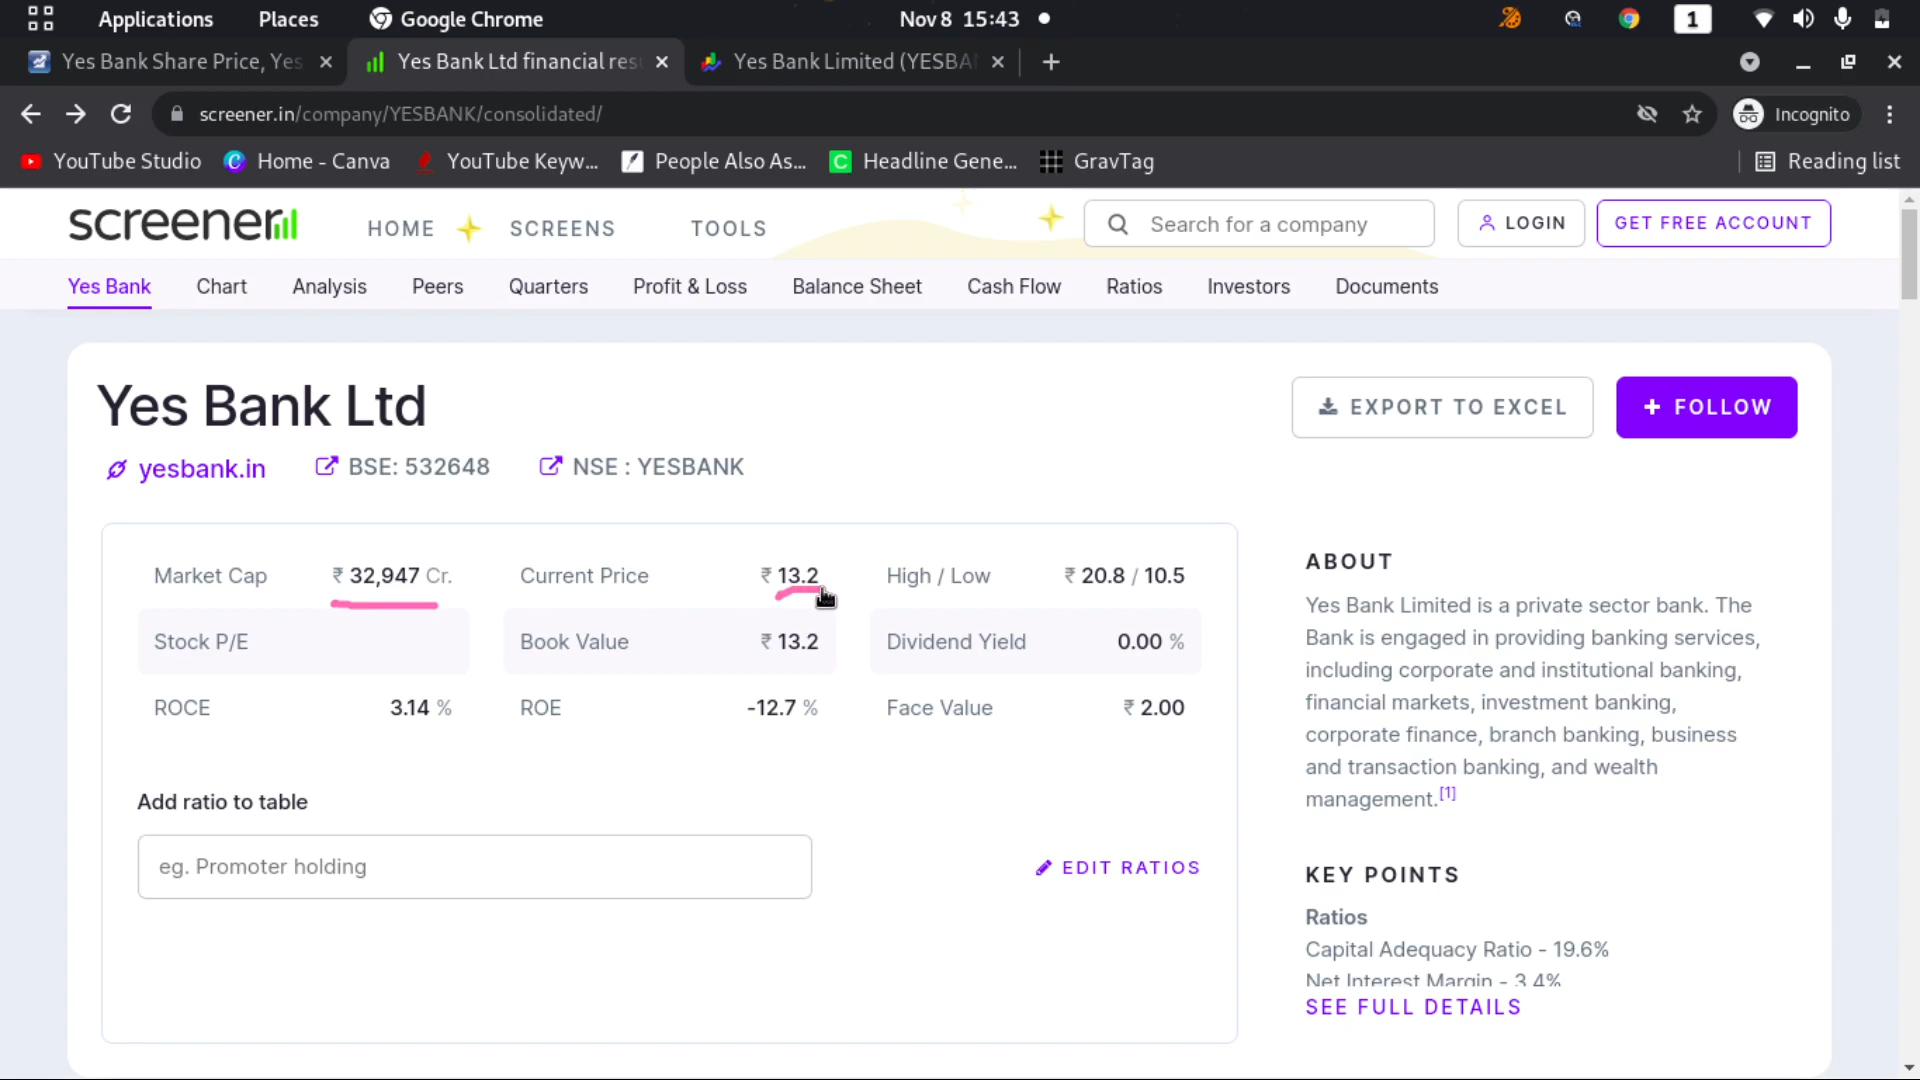 Applications Places Google Chrome Nov 8 15:43 1
Yes Bank Share Price, Yes Yes Bank Ltd financial res Yes Bank Limited (YESBA
screener.in/company/YESBANK/consolidated/ Incognito
YouTube Studio Home - Canva YouTube Keyw... People Also As... Headline Gene... GravTag Reading list
screener HOME SCREENS TOOLS Search for a company LOGIN GET FREE ACCOUNT
Yes Bank Chart Analysis Peers Quarters Profit & Loss Balance Sheet Cash Flow Ratios Investors Documents
Yes Bank Ltd
EXPORT TO EXCEL + FOLLOW
yesbank.in BSE: 532648 NSE : YESBANK
Market Cap ₹ 32,947 Cr. Current Price ₹ 13.2 High / Low ₹ 20.8 / 10.5
Stock P/E Book Value ₹ 13.2 Dividend Yield 0.00 %
ROCE 3.14 % ROE -12.7 % Face Value ₹ 2.00
Add ratio to table
eg. Promoter holding
EDIT RATIOS
ABOUT
Yes Bank Limited is a private sector bank. The
Bank is engaged in providing banking services,
including corporate and institutional banking,
financial markets, investment banking,
corporate finance, branch banking, business
and transaction banking, and wealth
management.[1]
KEY POINTS
Ratios
Capital Adequacy Ratio - 19.6%
Net Interest Margin - 3.4%
SEE FULL DETAILS